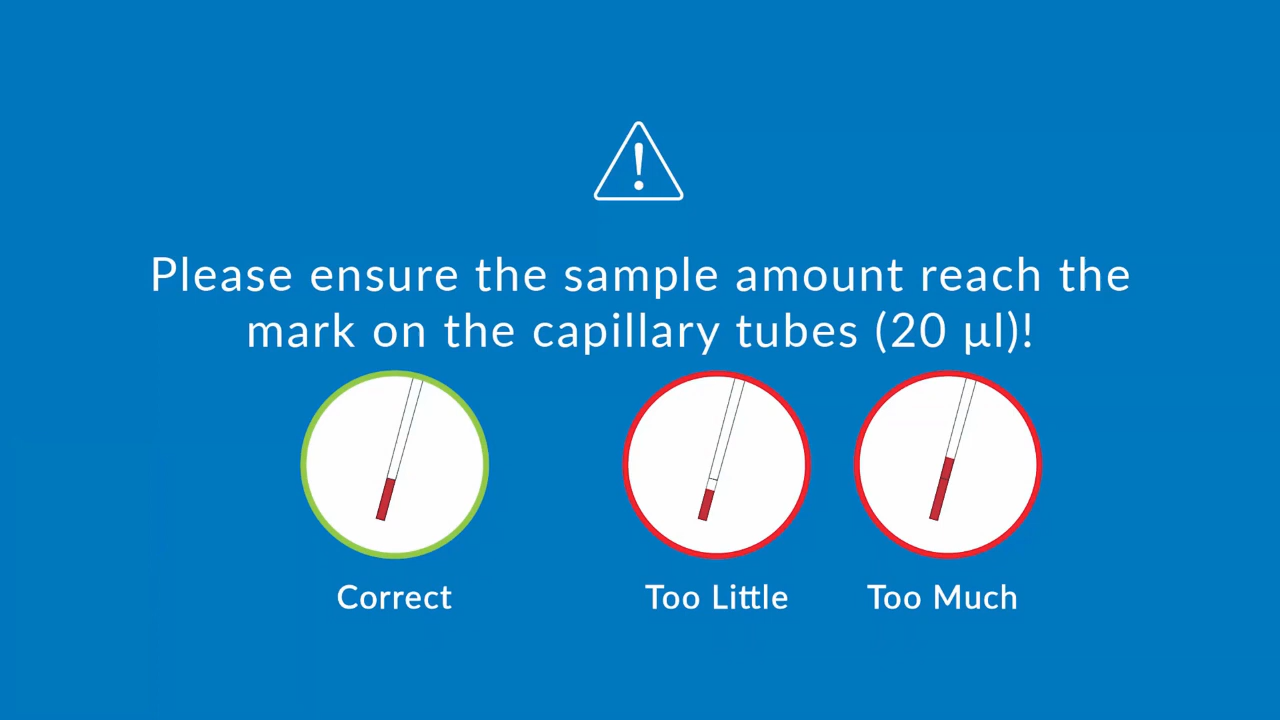 Please ensure the sample amount reach the
mark on the capillary tubes (20 µl)!
Correct
Too Little
Too Much